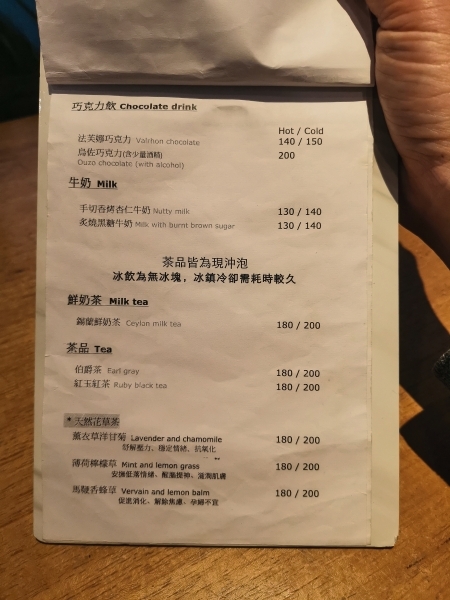 巧克力飲 Chocolate drink
Hot / Cold
法芙娜巧克力 Valrhon chocolate 140 / 150
烏佐巧克力(含少量酒精) 200
Ouzo chocolate (with alcohol)
牛奶 Milk
手切杏烤杏仁牛奶 Nutty milk 130 / 140
炙燒黑糖牛奶 Milk with burnt brown sugar 130 / 140
茶品皆為現沖泡
冰飲為無冰塊，冰鎮冷卻需耗時較久
鮮奶茶 Milk tea
錫蘭鮮奶茶 Ceylan milk tea 180 / 200
茶品 Tea
伯爵茶 Earl gray 180 / 200
紅玉紅茶 Ruby black tea 180 / 200
*天然花草茶
薰衣草洋甘菊 Lavender and chamomile 180 / 200
舒解壓力、穩定情緒、抗氧化
薄荷檸檬草 Mint and lemon grass 180 / 200
安撫低落情緒、醒腦提神、滋潤肌膚
馬鞭香蜂草 Vervain and lemon balm 180 / 200
促進消化、解除焦慮、孕婦不宜